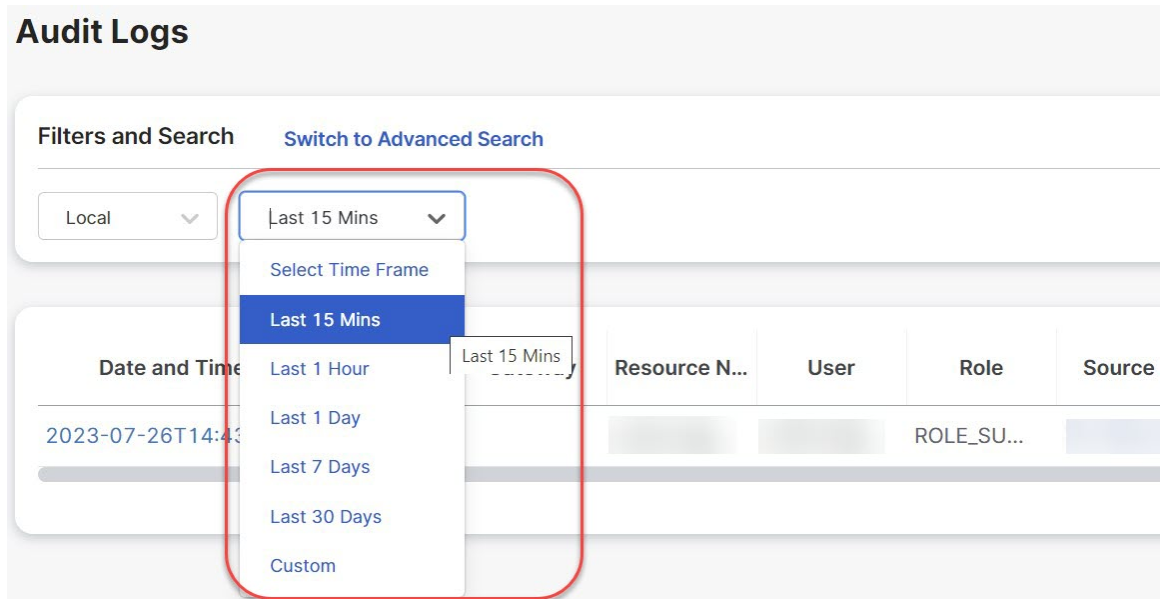 Audit Logs
Filters and Search Switch to Advanced Search
Local Last 15 Mins
Select Time Frame
Last 15 Mins
Last 15 Mins
Date and Time Resource N... User Role Source
Last 1 Hour
Last 1 Day
2023-07-26T14:43 ROLE_SU...
Last 7 Days
Last 30 Days
Custom